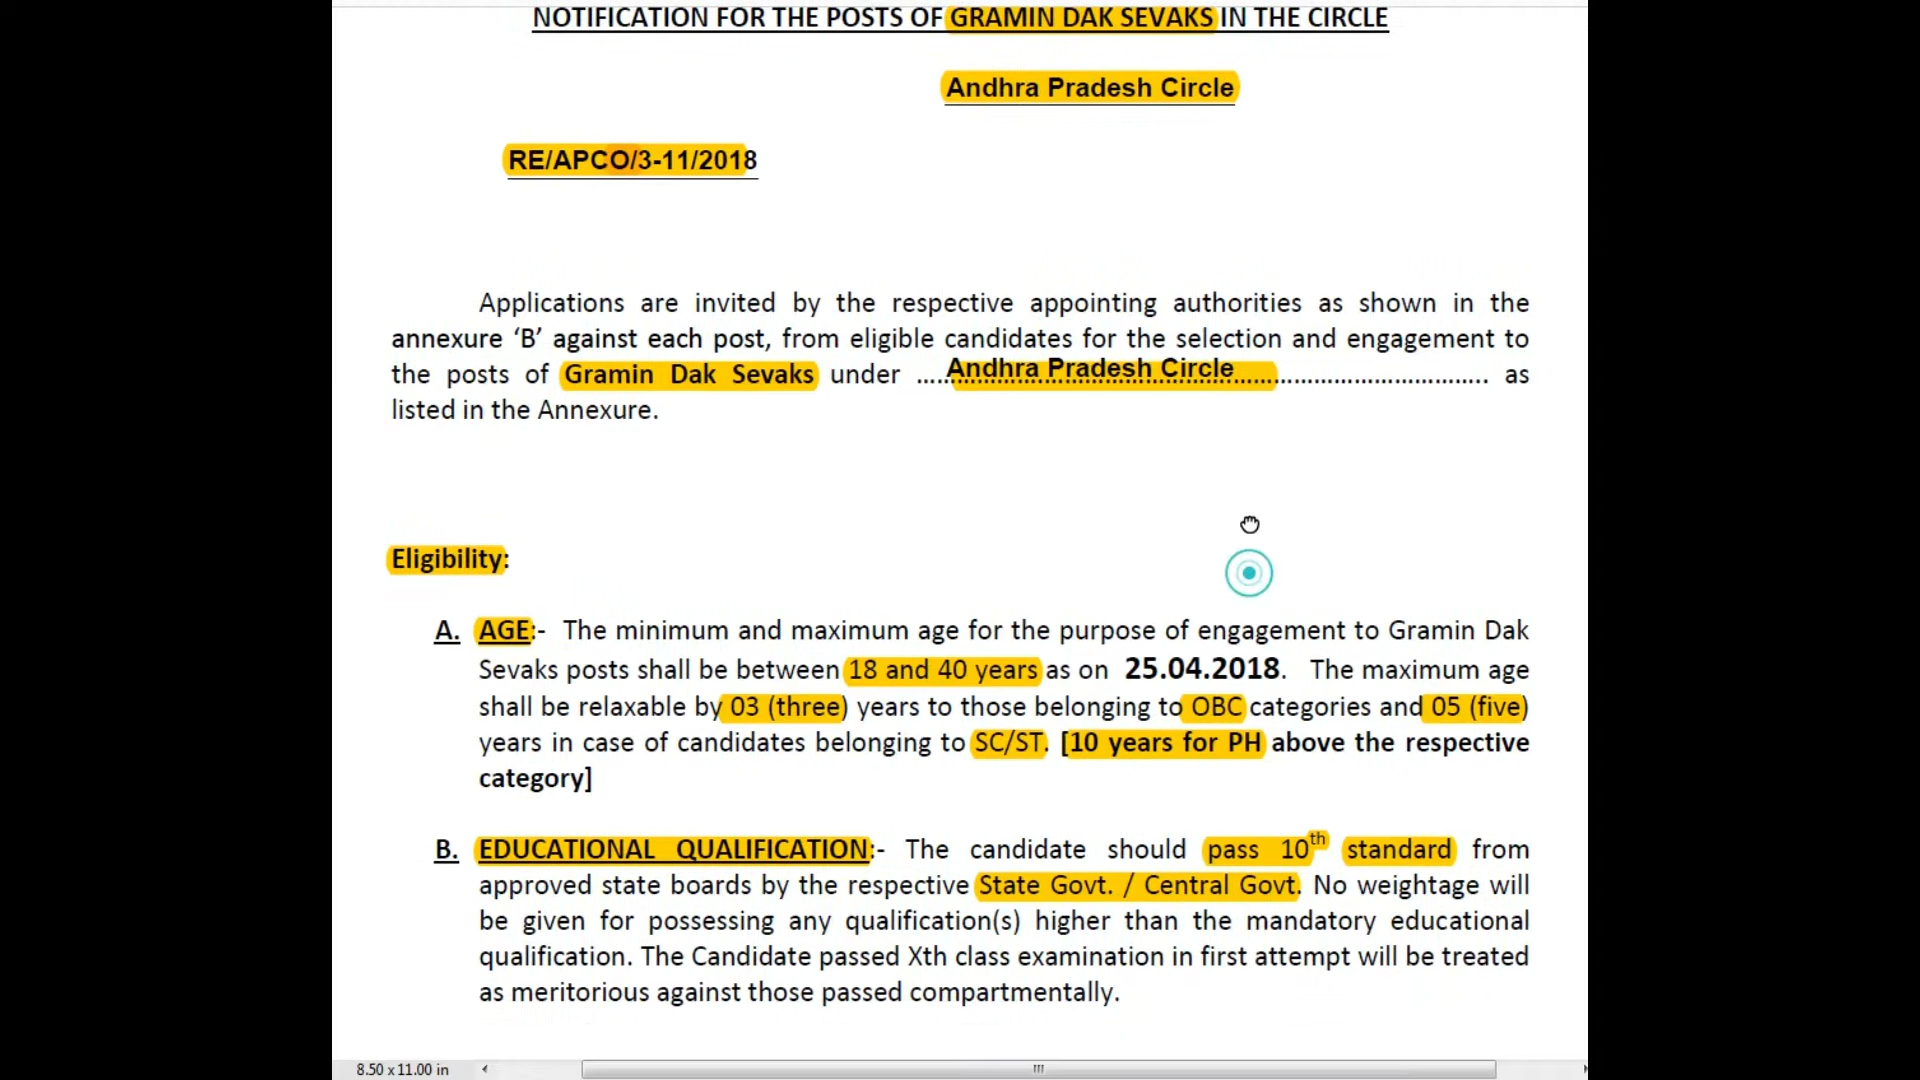 NOTIFICATION FOR THE POSTS OF GRAMIN DAK SEVAKS IN THE CIRCLE
Andhra Pradesh Circle
RE/APCO/3-11/2018
Applications are invited by the respective appointing authorities as shown in the
annexure ‘B’ against each post, from eligible candidates for the selection and engagement to
the posts of Gramin Dak Sevaks under ...Andhra Pradesh Circle................................. as
listed in the Annexure.
Eligibility:
A. AGE:- The minimum and maximum age for the purpose of engagement to Gramin Dak
Sevaks posts shall be between 18 and 40 years as on 25.04.2018. The maximum age
shall be relaxable by 03 (three) years to those belonging to OBC categories and 05 (five)
years in case of candidates belonging to SC/ST. [10 years for PH above the respective
category]
B. EDUCATIONAL QUALIFICATION:- The candidate should pass 10th standard from
approved state boards by the respective State Govt. / Central Govt. No weightage will
be given for possessing any qualification(s) higher than the mandatory educational
qualification. The Candidate passed Xth class examination in first attempt will be treated
as meritorious against those passed compartmentally.
8.50 x 11.00 in